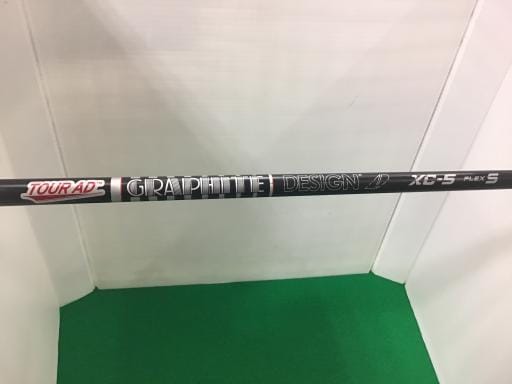 TOUR AD GRAPHITE DESIGN XC-5 FLEX S